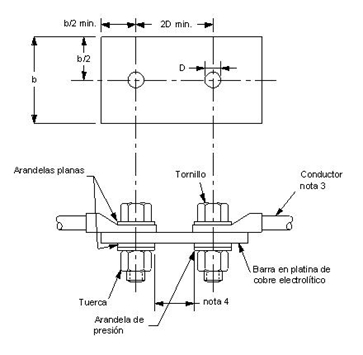 b/2 min.
2D min.
b/2
D
b
Arandelas planas
Tornillo
Conductor
nota 3
Barra en platina de
cobre electrolítico
Tuerca
nota 4
Arandela de
presión